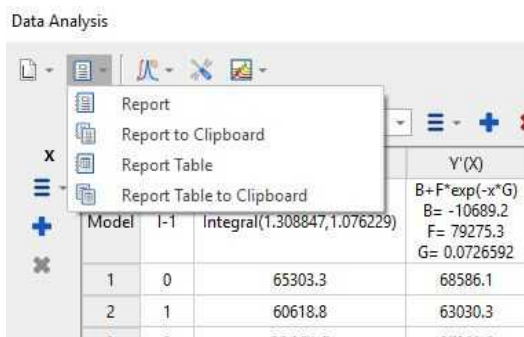 Data Analysis
Report
Report to Clipboard
Report Table
Report Table to Clipboard
X
Y'(X)
Model I-1 Integral(1.308847,1.076229)
B+F*exp(-x*G)
B= -10689.2
F= 79275.3
G= 0.0726592
1 0 65303.3 68586.1
2 1 60618.8 63030.3